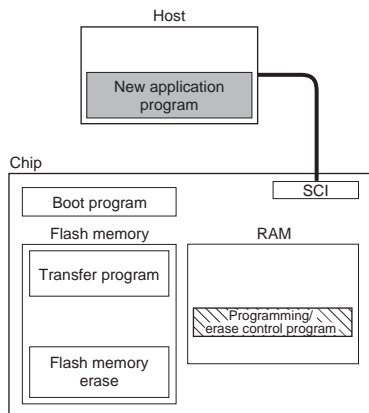 Host
New application
program
Chip
SCI
Boot program
Flash memory
RAM
Transfer program
Programming/
erase control program
Flash memory
erase